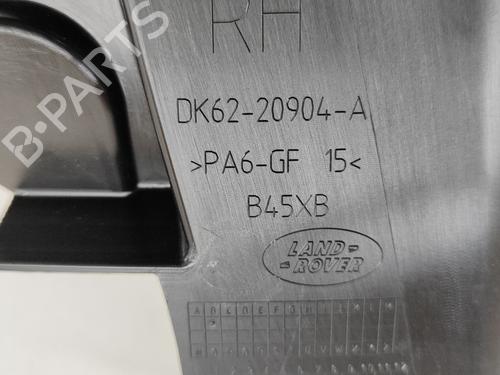 RH
B-PARTS
DK62-20904-A
>PA6-GF 15<
B45XB
LAND-
-ROVER